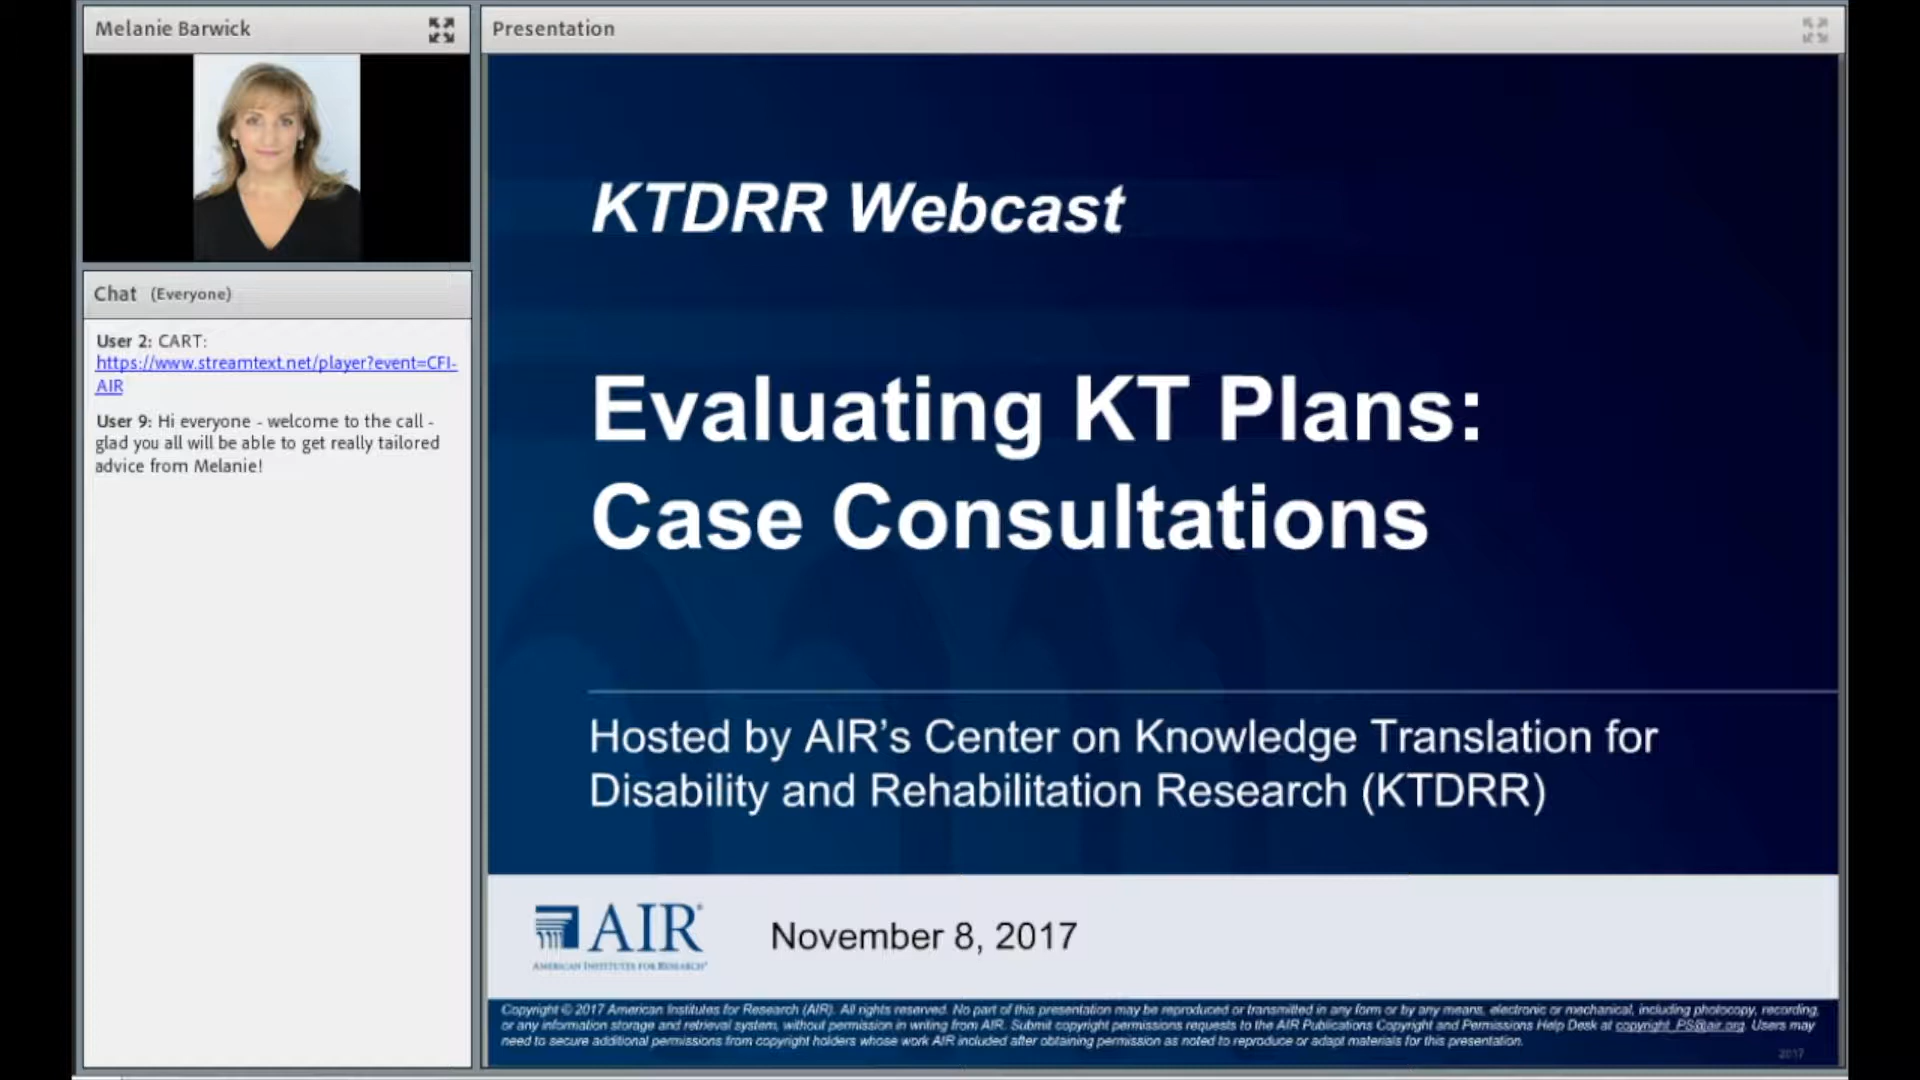 Melanie Barwick
Presentation
KTDRR Webcast
Evaluating KT Plans:
Case Consultations
Hosted by AIR's Center on Knowledge Translation for
Disability and Rehabilitation Research (KTDRR)
AIR®
AMERICAN INSTITUTES FOR RESEARCH®
November 8, 2017
Copyright © 2017 American Institutes for Research (AIR). All rights reserved. No part of this presentation may be reproduced or transmitted in any form or by any means, electronic or mechanical, including photocopy, recording,
or any information storage and retrieval system, without permission in writing from AIR. Submit copyright permissions requests to the AIR Publications Copyright and Permissions Help Desk at copyright_PS@air.org. Users may
need to secure additional permissions from copyright holders whose work AIR included after obtaining permission as noted to reproduce or adapt materials for this presentation.
2017
Chat (Everyone)
User 2: CART:
https://www.streamtext.net/player?event=CFI-
AIR
User 9: Hi everyone - welcome to the call -
glad you all will be able to get really tailored
advice from Melanie!